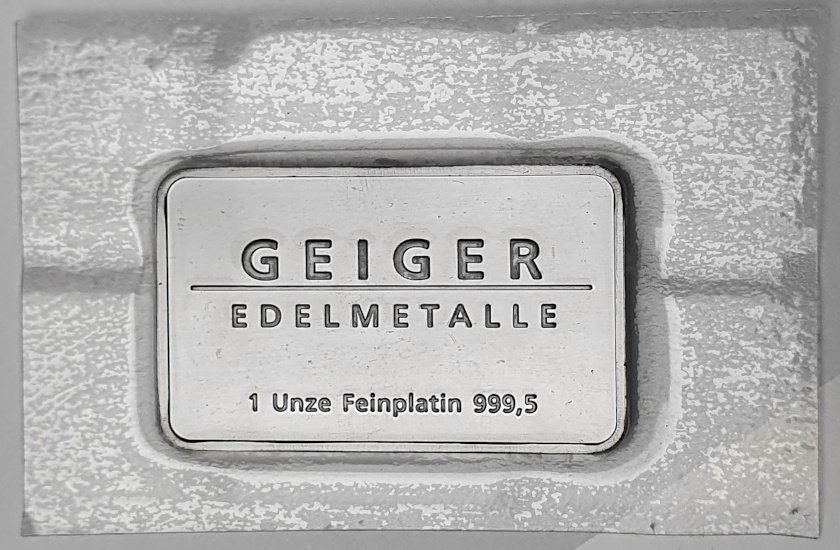 GEIGER
EDELMETALLE
1 Unze Feinplatin 999,5